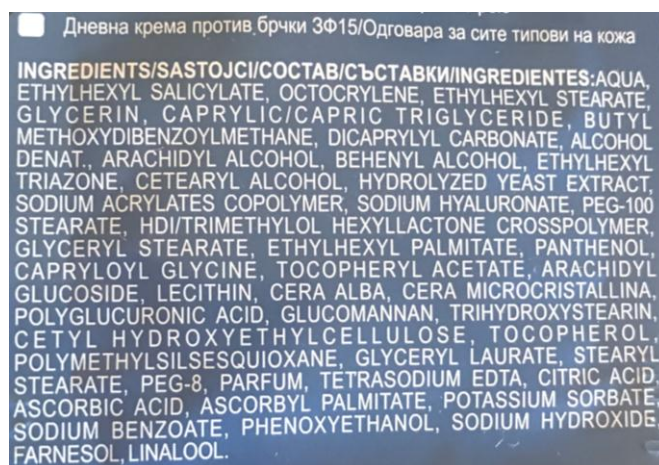 Дневна крема против брчки ЗФ15/Одговара за сите типови на кожа
INGREDIENTS/SASTOJCI/СОСТАВ/СЪСТАВКИ/INGREDIENTES:AQUA,
ETHYLHEXYL SALICYLATE, OCTOCRYLENE, ETHYLHEXYL STEARATE,
GLYCERIN, CAPRYLIC/CAPRIC TRIGLYCERIDE, BUTYL
METHOXYDIBENZOYLMETHANE, DICAPRYLYL CARBONATE, ALCOHOL
DENAT., ARACHIDYL ALCOHOL, BEHENYL ALCOHOL, ETHYLHEXYL
TRIAZONE, CETEARYL ALCOHOL, HYDROLYZED YEAST EXTRACT,
SODIUM ACRYLATES COPOLYMER, SODIUM HYALURONATE, PEG-100
STEARATE, HDI/TRIMETHYLOL HEXYLLACTONE CROSSPOLYMER,
GLYCERYL STEARATE, ETHYLHEXYL PALMITATE, PANTHENOL,
CAPRYLOYL GLYCINE, TOCOPHERYL ACETATE, ARACHIDYL
GLUCOSIDE, LECITHIN, CERA ALBA, CERA MICROCRISTALLINA,
POLYGLUCURONIC ACID, GLUCOMANNAN, TRIHYDROXYSTEARIN,
CETYL HYDROXYETHYLCELLULOSE, TOCOPHEROL,
POLYMETHYLSILSESQUIOXANE, GLYCERYL LAURATE, STEARYL
STEARATE, PEG-8, PARFUM, TETRASODIUM EDTA, CITRIC ACID,
ASCORBIC ACID, ASCORBYL PALMITATE, POTASSIUM SORBATE,
SODIUM BENZOATE, PHENOXYETHANOL, SODIUM HYDROXIDE,
FARNESOL, LINALOOL.